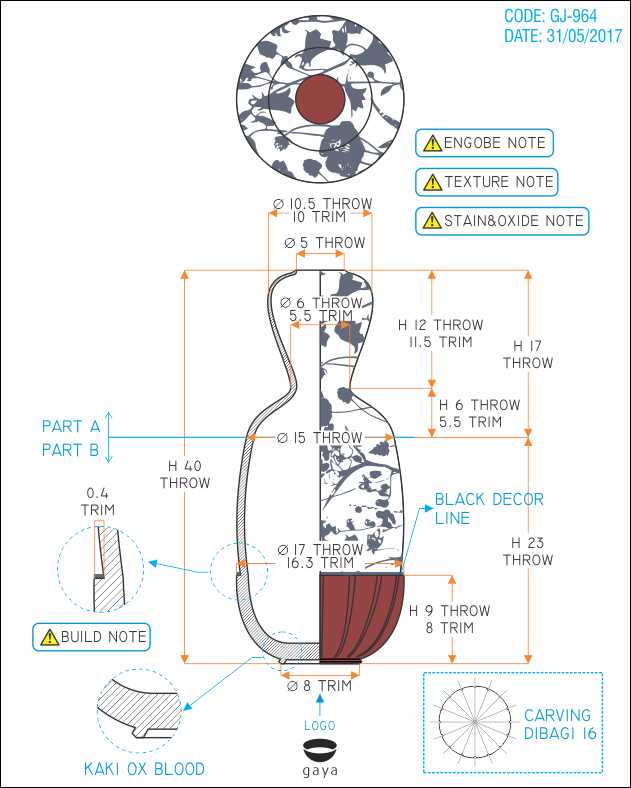 CODE: GJ-964
DATE: 31/05/2017
ENGOBE NOTE
TEXTURE NOTE
STAIN&OXIDE NOTE
Ø 10.5 THROW
10 TRIM
Ø 5 THROW
Ø 6 THROW
5.5 TRIM
H 12 THROW
11.5 TRIM
H 17
THROW
H 6 THROW
5.5 TRIM
PART A
PART B
Ø 15 THROW
H 40
THROW
0.4
TRIM
BLACK DECOR
LINE
H 23
THROW
Ø 17 THROW
16.3 TRIM
H 9 THROW
8 TRIM
BUILD NOTE
Ø 8 TRIM
LOGO
gaya
KAKI OX BLOOD
CARVING
DIBAGI 16